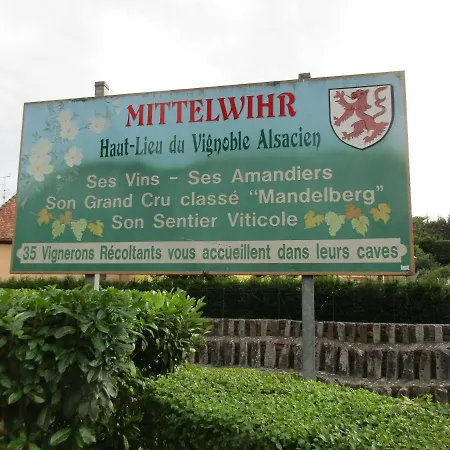 MITTELWIHR
Haut-Lieu du Vignoble Alsacien
Ses Vins - Ses Amandiers
Son Grand Cru classé "Mandelberg"
Son Sentier Viticole
35 Vignerons Récoltants vous accueillent dans leurs caves